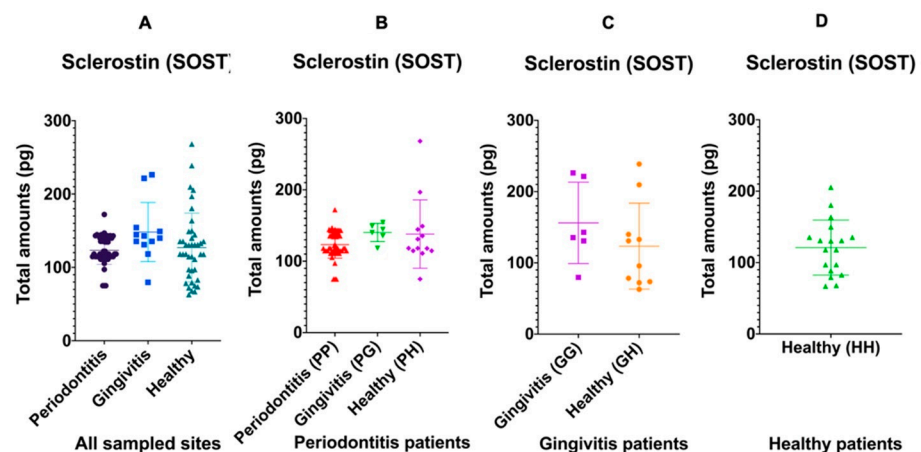 A
Sclerostin (SOST)
Total amounts (pg)
300
200
100
0
Periodontitis
Gingivitis
Healthy
All sampled sites
B
Sclerostin (SOST)
Total amounts (pg)
300
200
100
0
Periodontitis (PP)
Gingivitis (PG)
Healthy (PH)
Periodontitis patients
C
Sclerostin (SOST)
Total amounts (pg)
300
200
100
0
Gingivitis (GG)
Healthy (GH)
Gingivitis patients
D
Sclerostin (SOST)
Total amounts (pg)
300
200
100
0
Healthy (HH)
Healthy patients